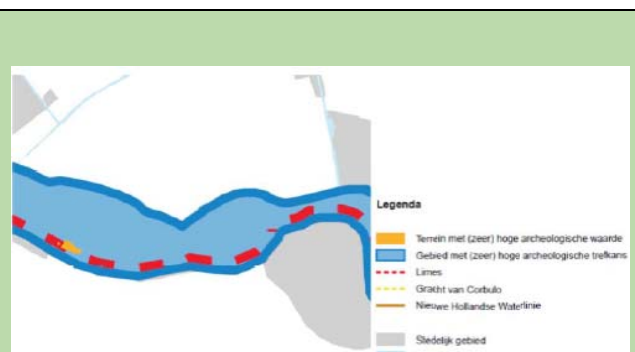 Legenda
Terrein met (zeer) hoge archeologische waarde
Gebied met (zeer) hoge archeologische trefkans
Limes
Gracht van Corbulo
Nieuwe Hollandse Waterlinie
Stedelijk gebied